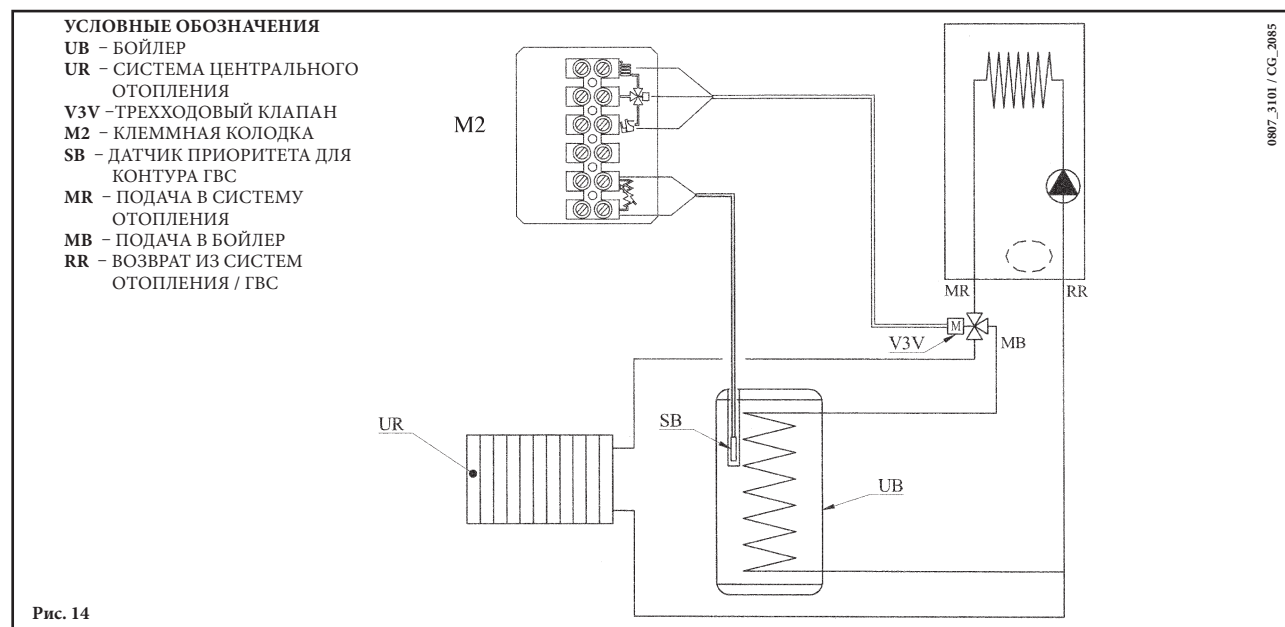 УСЛОВНЫЕ ОБОЗНАЧЕНИЯ
UB – БОЙЛЕР
UR – СИСТЕМА ЦЕНТРАЛЬНОГО
ОТОПЛЕНИЯ
V3V –ТРЕХХОДОВЫЙ КЛАПАН
M2 – КЛЕММНАЯ КОЛОДКА
SB – ДАТЧИК ПРИОРИТЕТА ДЛЯ
КОНТУРА ГВС
MR – ПОДАЧА В СИСТЕМУ
ОТОПЛЕНИЯ
MB – ПОДАЧА В БОЙЛЕР
RR – ВОЗВРАТ ИЗ СИСТЕМ
ОТОПЛЕНИЯ / ГВС
M2
0807_3101 / CG_2085
MR
RR
M
V3V
MB
UR
SB
UB
Рис. 14